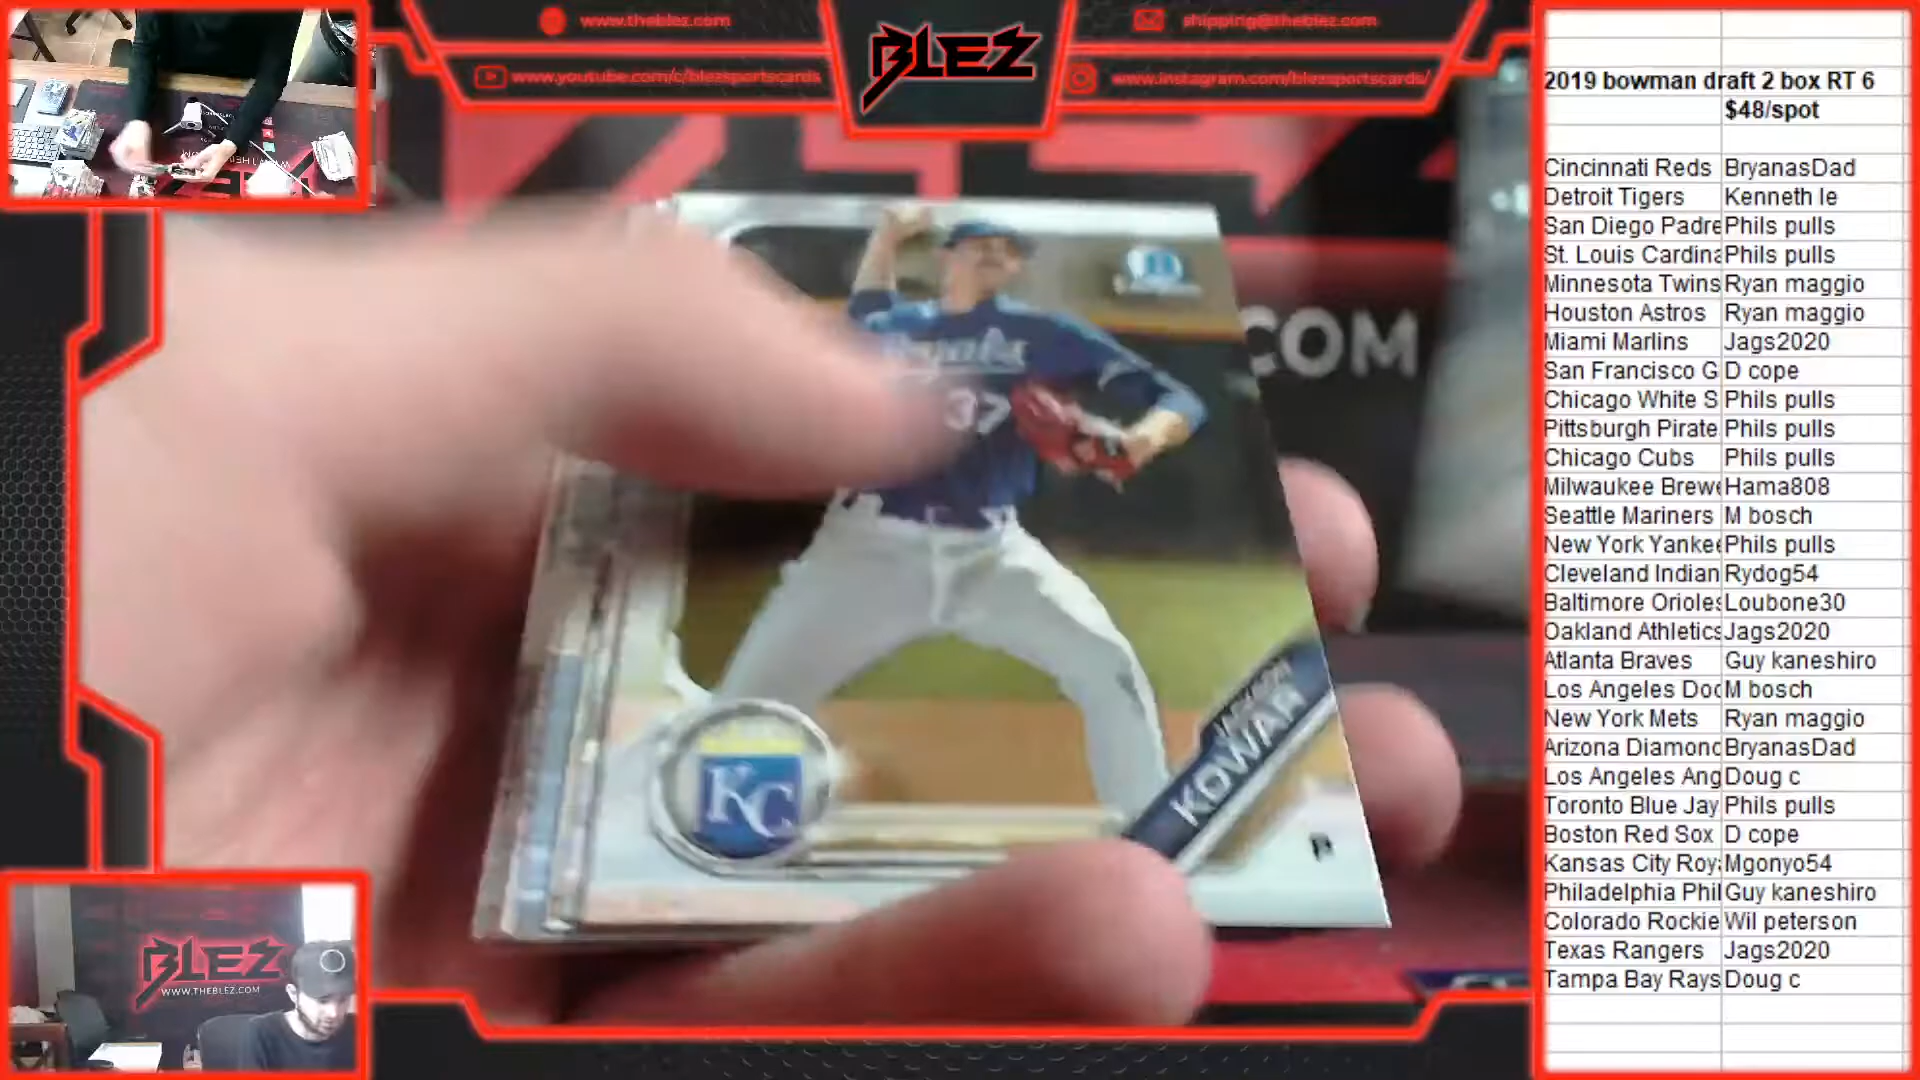 www.theblez.com
shipping@theblez.com
www.youtube.com/c/blezsportscards
www.instagram.com/blezsportscards/
BLEZ
2019 bowman draft 2 box RT 6
$48/spot
Cincinnati Reds BryanasDad
Detroit Tigers Kenneth le
San Diego Padre Phils pulls
St. Louis Cardina Phils pulls
Minnesota Twins Ryan maggio
Houston Astros Ryan maggio
Miami Marlins Jags2020
San Francisco G D cope
Chicago White S Phils pulls
Pittsburgh Pirate Phils pulls
Chicago Cubs Phils pulls
Milwaukee Brewe Hama808
Seattle Mariners M bosch
New York Yankee Phils pulls
Cleveland Indian Rydog54
Baltimore Orioles Loubone30
Oakland Athletics Jags2020
Atlanta Braves Guy kaneshiro
Los Angeles Doc M bosch
New York Mets Ryan maggio
Arizona Diamond BryanasDad
Los Angeles Ang Doug c
Toronto Blue Jay Phils pulls
Boston Red Sox D cope
Kansas City Roya Mgonyo54
Philadelphia Phil Guy kaneshiro
Colorado Rockie Wil peterson
Texas Rangers Jags2020
Tampa Bay Rays Doug c
COM
Royals
37
KC
KOWAR
P
BLEZ
WWW.THEBLEZ.COM